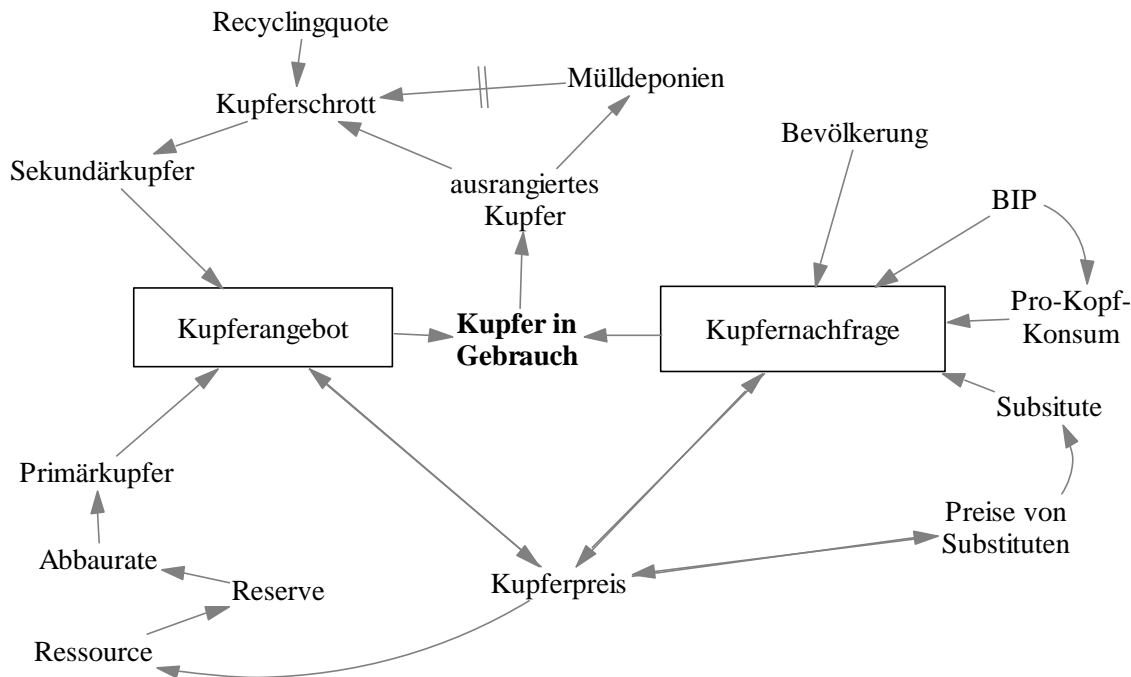 Recyclingquote
Mülldeponien
Kupferschrott
Bevölkerung
Sekundärkupfer
ausrangiertes
Kupfer
BIP
Kupferangebot
Kupfer in
Gebrauch
Kupfernachfrage
Pro-Kopf-
Konsum
Subsitute
Primärkupfer
Preise von
Substituten
Abbaurate
Kupferpreis
Reserve
Ressource